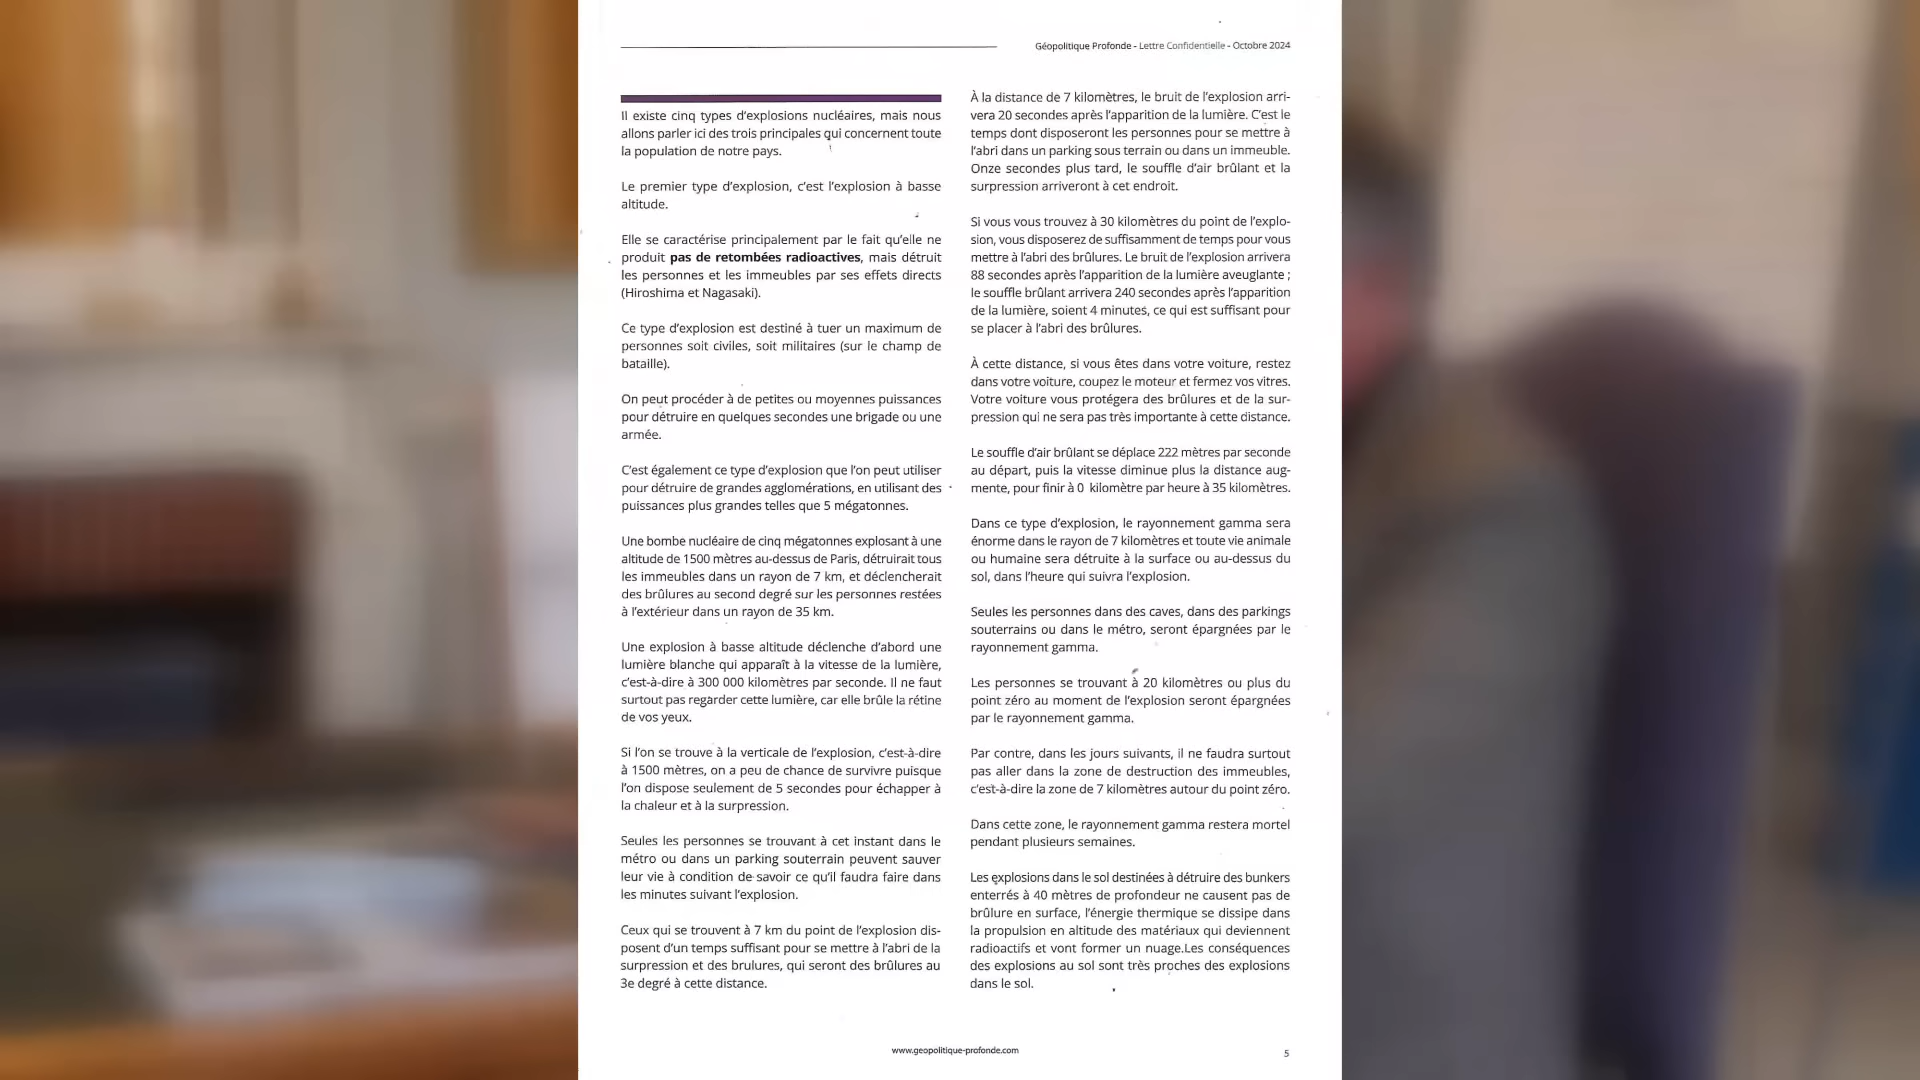 Géopolitique Profonde - Lettre Confidentielle - Octobre 2024
Il existe cinq types d'explosions nucléaires, mais nous
allons parler ici des trois principales qui concernent toute
la population de notre pays.
Le premier type d'explosion, c'est l'explosion à basse
altitude.
Elle se caractérise principalement par le fait qu'elle ne
produit pas de retombées radioactives, mais détruit
les personnes et les immeubles par ses effets directs
(Hiroshima et Nagasaki).
Ce type d'explosion est destiné à tuer un maximum de
personnes soit civiles, soit militaires (sur le champ de
bataille).
On peut procéder à de petites ou moyennes puissances
pour détruire en quelques secondes une brigade ou une
armée.
C'est également ce type d'explosion que l'on peut utiliser
pour détruire de grandes agglomérations, en utilisant des
puissances plus grandes telles que 5 mégatonnes.
Une bombe nucléaire de cinq mégatonnes explosant à une
altitude de 1500 mètres au-dessus de Paris, détruirait tous
les immeubles dans un rayon de 7 km, et déclencherait
des brûlures au second degré sur les personnes restées
à l'extérieur dans un rayon de 35 km.
Une explosion à basse altitude déclenche d'abord une
lumière blanche qui apparaît à la vitesse de la lumière,
c'est-à-dire à 300 000 kilomètres par seconde. Il ne faut
surtout pas regarder cette lumière, car elle brûle la rétine
de vos yeux.
Si l'on se trouve à la verticale de l'explosion, c'est-à-dire
à 1500 mètres, on a peu de chance de survivre puisque
l'on dispose seulement de 5 secondes pour échapper à
la chaleur et à la surpression.
Seules les personnes se trouvant à cet instant dans le
métro ou dans un parking souterrain peuvent sauver
leur vie à condition de savoir ce qu'il faudra faire dans
les minutes suivant l'explosion.
Ceux qui se trouvent à 7 km du point de l'explosion dis-
posent d'un temps suffisant pour se mettre à l'abri de la
surpression et des brulures, qui seront des brûlures au
3e degré à cette distance.
À la distance de 7 kilomètres, le bruit de l'explosion arri-
vera 20 secondes après l'apparition de la lumière. C'est le
temps dont disposeront les personnes pour se mettre à
l'abri dans un parking sous terrain ou dans un immeuble.
Onze secondes plus tard, le souffle d'air brûlant et la
surpression arriveront à cet endroit.
Si vous vous trouvez à 30 kilomètres du point de l'explo-
sion, vous disposerez de suffisamment de temps pour vous
mettre à l'abri des brûlures. Le bruit de l'explosion arrivera
88 secondes après l'apparition de la lumière aveuglante ;
le souffle brûlant arrivera 240 secondes après l'apparition
de la lumière, soient 4 minutes, ce qui est suffisant pour
se placer à l'abri des brûlures.
À cette distance, si vous êtes dans votre voiture, restez
dans votre voiture, coupez le moteur et fermez vos vitres.
Votre voiture vous protégera des brûlures et de la sur-
pression qui ne sera pas très importante à cette distance.
Le souffle d'air brûlant se déplace 222 mètres par seconde
au départ, puis la vitesse diminue plus la distance aug-
mente, pour finir à 0 kilomètre par heure à 35 kilomètres.
Dans ce type d'explosion, le rayonnement gamma sera
énorme dans le rayon de 7 kilomètres et toute vie animale
ou humaine sera détruite à la surface ou au-dessus du
sol, dans l'heure qui suivra l'explosion.
Seules les personnes dans des caves, dans des parkings
souterrains ou dans le métro, seront épargnées par le
rayonnement gamma.
Les personnes se trouvant à 20 kilomètres ou plus du
point zéro au moment de l'explosion seront épargnées
par le rayonnement gamma.
Par contre, dans les jours suivants, il ne faudra surtout
pas aller dans la zone de destruction des immeubles,
c'est-à-dire la zone de 7 kilomètres autour du point zéro.
Dans cette zone, le rayonnement gamma restera mortel
pendant plusieurs semaines.
Les explosions dans le sol destinées à détruire des bunkers
enterrés à 40 mètres de profondeur ne causent pas de
brûlure en surface, l'énergie thermique se dissipe dans
la propulsion en altitude des matériaux qui deviennent
radioactifs et vont former un nuage.Les conséquences
des explosions au sol sont très proches des explosions
dans le sol.
www.geopolitique-profonde.com
5